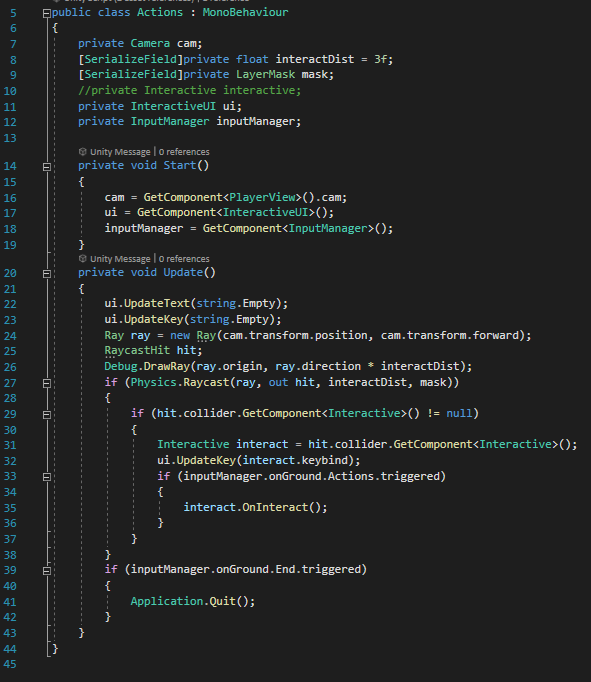 5 public class Actions : MonoBehaviour
6 {
7 private Camera cam;
8 [SerializeField]private float interactDist = 3f;
9 [SerializeField]private LayerMask mask;
10 //private Interactive interactive;
11 private InteractiveUI ui;
12 private InputManager inputManager;
13
Unity Message | 0 references
14 private void Start()
15 {
16 cam = GetComponent<PlayerView>().cam;
17 ui = GetComponent<InteractiveUI>();
18 inputManager = GetComponent<InputManager>();
19 }
Unity Message | 0 references
20 private void Update()
21 {
22 ui.UpdateText(string.Empty);
23 ui.UpdateKey(string.Empty);
24 Ray ray = new Ray(cam.transform.position, cam.transform.forward);
25 RaycastHit hit;
26 Debug.DrawRay(ray.origin, ray.direction * interactDist);
27 if (Physics.Raycast(ray, out hit, interactDist, mask))
28 {
29 if (hit.collider.GetComponent<Interactive>() != null)
30 {
31 Interactive interact = hit.collider.GetComponent<Interactive>();
32 ui.UpdateKey(interact.keybind);
33 if (inputManager.onGround.Actions.triggered)
34 {
35 interact.OnInteract();
36 }
37 }
38 }
39 if (inputManager.onGround.End.triggered)
40 {
41 Application.Quit();
42 }
43 }
44 }
45